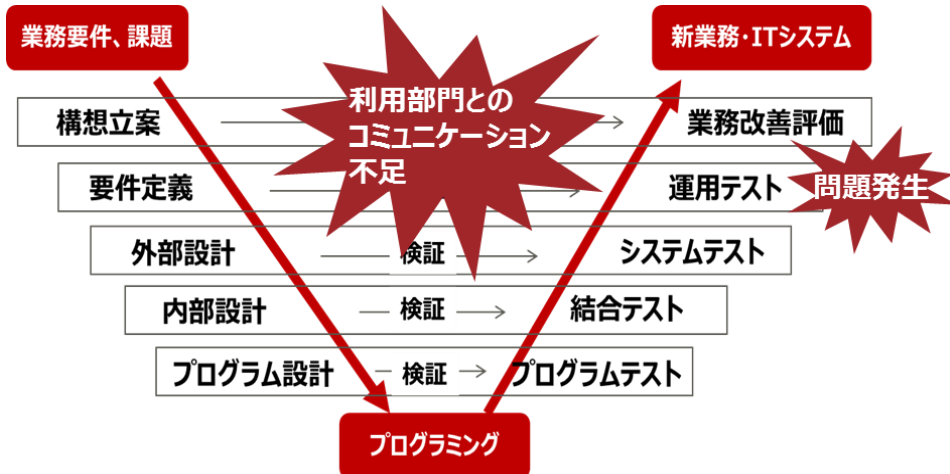 業務要件、課題
新業務・ITシステム
利用部門との
コミュニケーション
不足
構想立案
業務改善評価
要件定義
運用テスト
問題発生
外部設計
検証
システムテスト
内部設計
検証
結合テスト
プログラム設計
検証
プログラムテスト
プログラミング